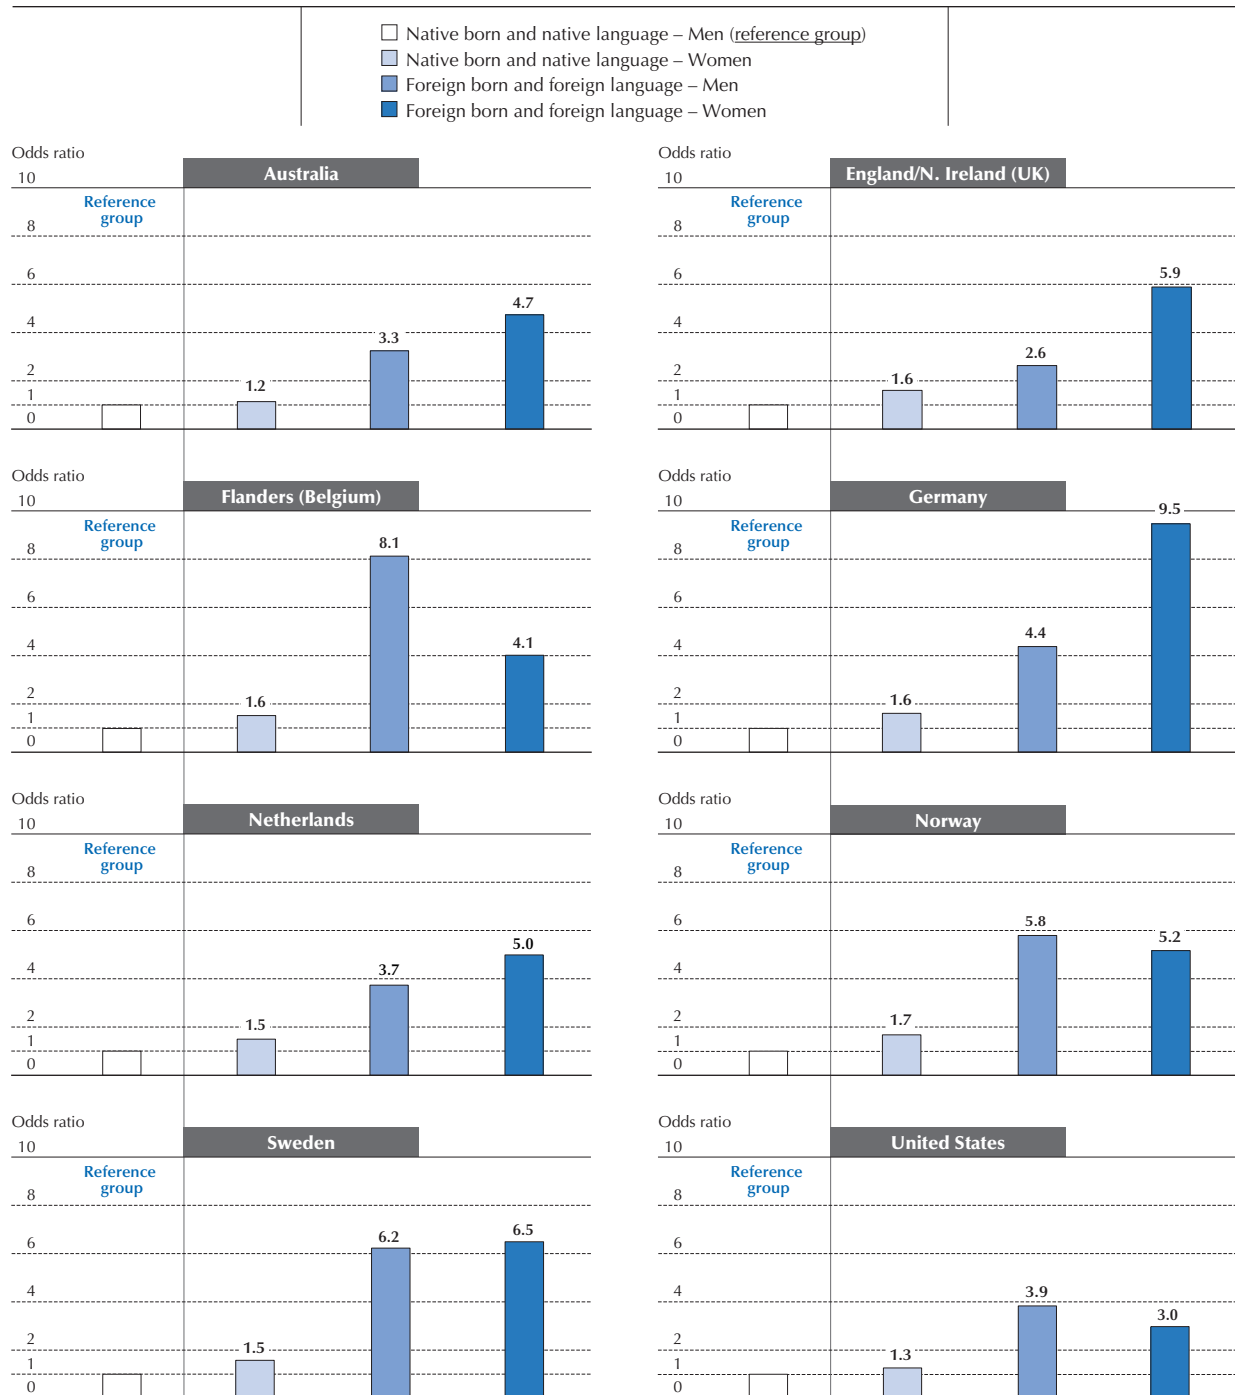 Native born and native language – Men (reference group)
Native born and native language – Women
Foreign born and foreign language – Men
Foreign born and foreign language – Women
Odds ratio
10
Australia
Reference
group
8
6
4
2
1
0
1.2
3.3
4.7
Odds ratio
10
England/N. Ireland (UK)
Reference
group
8
6
4
2
1
0
1.6
2.6
5.9
Odds ratio
10
Flanders (Belgium)
Reference
group
8
6
4
2
1
0
1.6
8.1
4.1
Odds ratio
10
Germany
Reference
group
8
6
4
2
1
0
1.6
4.4
9.5
Odds ratio
10
Netherlands
Reference
group
8
6
4
2
1
0
1.5
3.7
5.0
Odds ratio
10
Norway
Reference
group
8
6
4
2
1
0
1.7
5.8
5.2
Odds ratio
10
Sweden
Reference
group
8
6
4
2
1
0
1.5
6.2
6.5
Odds ratio
10
United States
Reference
group
8
6
4
2
1
0
1.3
3.9
3.0